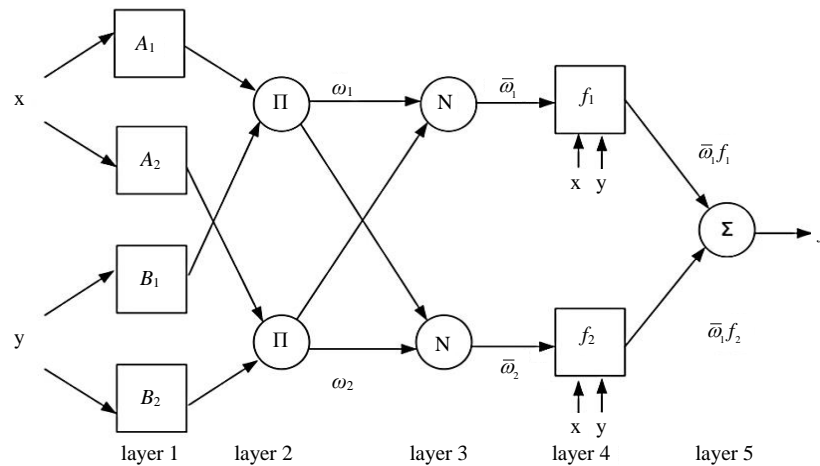 A₁
x
A₂
B₁
y
B₂
Π
ω₁
Π
ω₂
N
ω̅₁
N
ω̅₂
f₁
x y
f₂
x y
ω̅₁f₁
Σ
ω̅₁f₂
layer 1 layer 2 layer 3 layer 4 layer 5